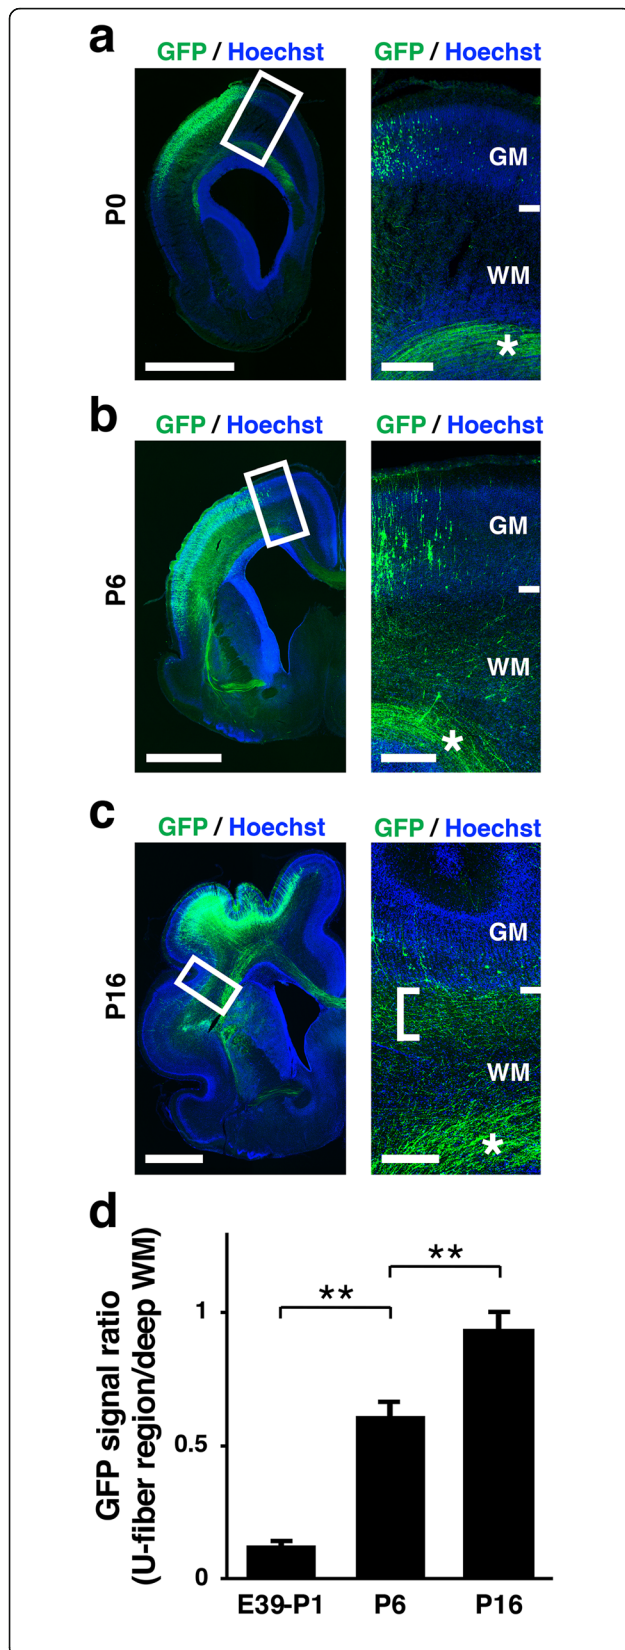 a
GFP / Hoechst
GFP / Hoechst
P0
GM
WM
*
b
GFP / Hoechst
GFP / Hoechst
P6
GM
WM
*
c
GFP / Hoechst
GFP / Hoechst
P16
GM
WM
*
d
GFP signal ratio
(U-fiber region/deep WM)
**
**
1
0.5
0
E39-P1 P6 P16